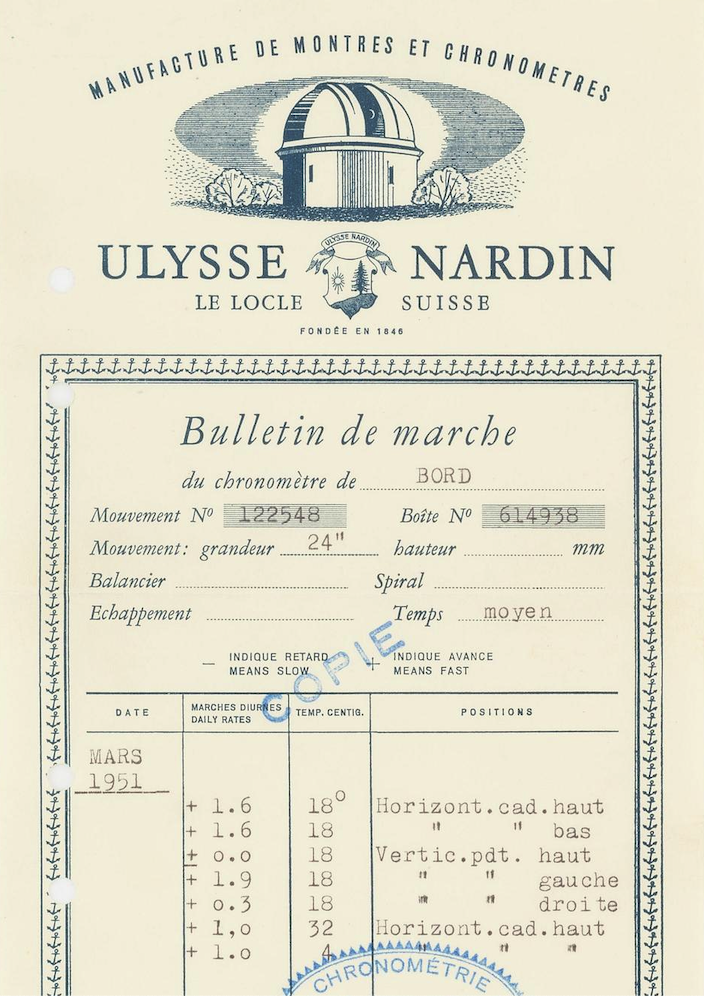 MANUFACTURE DE MONTRES ET CHRONOMETRES
ULYSSE NARDIN
ULYSSE NARDIN
LE LOCLE SUISSE
FONDÉE EN 1846
Bulletin de marche
du chronomètre de BORD
Mouvement Nº 122548 Boîte Nº 614938
Mouvement: grandeur 24" hauteur mm
Balancier Spiral
Echappement Temps moyen
COPIE
— INDIQUE RETARD + INDIQUE AVANCE
MEANS SLOW MEANS FAST
DATE MARCHES DIURNES TEMP. CENTIG. POSITIONS
DAILY RATES
MARS
1951
+ 1.6 18° Horizont.cad.haut
+ 1.6 18 " " bas
± 0.0 18 Vertic.pdt. haut
+ 1.9 18 " " gauche
+ 0.3 18 " " droite
+ 1,0 32 Horizont.cad.haut
+ 1.0 4 " " "
CHRONOMÉTRIE